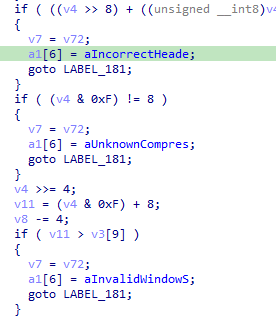 if ( ((v4 >> 8) + ((unsigned __int8)v
{
v7 = v72;
a1[6] = aIncorrectHeade;
goto LABEL_181;
}
if ( (v4 & 0xF) != 8 )
{
v7 = v72;
a1[6] = aUnknownCompres;
goto LABEL_181;
}
v4 >>= 4;
v11 = (v4 & 0xF) + 8;
v8 -= 4;
if ( v11 > v3[9] )
{
v7 = v72;
a1[6] = aInvalidWindowS;
goto LABEL_181;
}